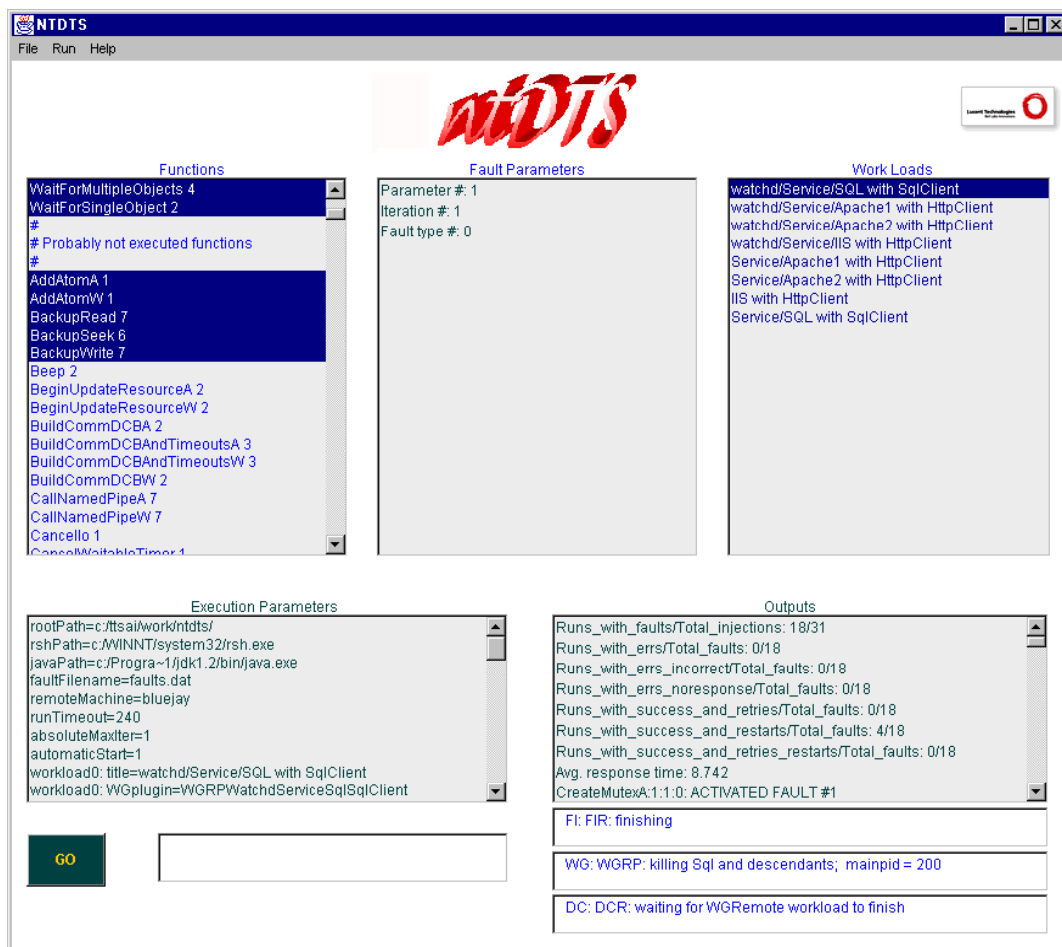 NTDTS
File Run Help
ntDTS
Lucent Technologies
Bell Labs Innovations
Functions
WaitForMultipleObjects 4
WaitForSingleObject 2
#
# Probably not executed functions
#
AddAtomA 1
AddAtomW 1
BackupRead 7
BackupSeek 6
BackupWrite 7
Beep 2
BeginUpdateResourceA 2
BeginUpdateResourceW 2
BuildCommDCBA 2
BuildCommDCBAndTimeoutsA 3
BuildCommDCBAndTimeoutsW 3
BuildCommDCBW 2
CallNamedPipeA 7
CallNamedPipeW 7
CancelIo 1
CancelWaitableTimer 1
Fault Parameters
Parameter #: 1
Iteration #: 1
Fault type #: 0
Work Loads
watchd/Service/SQL with SqlClient
watchd/Service/Apache1 with HttpClient
watchd/Service/Apache2 with HttpClient
watchd/Service/IIS with HttpClient
Service/Apache1 with HttpClient
Service/Apache2 with HttpClient
IIS with HttpClient
Service/SQL with SqlClient
Execution Parameters
rootPath=c:/ttsai/work/ntdts/
rshPath=c:/WINNT/system32/rsh.exe
javaPath=c:/Progra~1/jdk1.2/bin/java.exe
faultFilename=faults.dat
remoteMachine=bluejay
runTimeout=240
absoluteMaxIter=1
automaticStart=1
workload0: title=watchd/Service/SQL with SqlClient
workload0: WGplugin=WGRPWatchdServiceSqlSqlClient
Outputs
Runs_with_faults/Total_injections: 18/31
Runs_with_errs/Total_faults: 0/18
Runs_with_errs_incorrect/Total_faults: 0/18
Runs_with_errs_noresponse/Total_faults: 0/18
Runs_with_success_and_retries/Total_faults: 0/18
Runs_with_success_and_restarts/Total_faults: 4/18
Runs_with_success_and_retries_restarts/Total_faults: 0/18
Avg. response time: 8.742
CreateMutexA:1:1:0: ACTIVATED FAULT #1
GO
FI: FIR: finishing
WG: WGRP: killing Sql and descendants; mainpid = 200
DC: DCR: waiting for WGRemote workload to finish